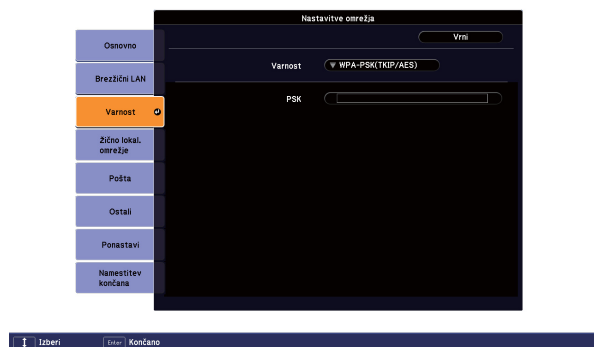 Nastavitve omrežja
Vrni
Osnovno
Brezžični LAN
Varnost
Žično lokal.
omrežje
Pošta
Ostali
Ponastavi
Namestitev
končana
Varnost
WPA-PSK(TKIP/AES)
PSK
Izberi
Enter Končano